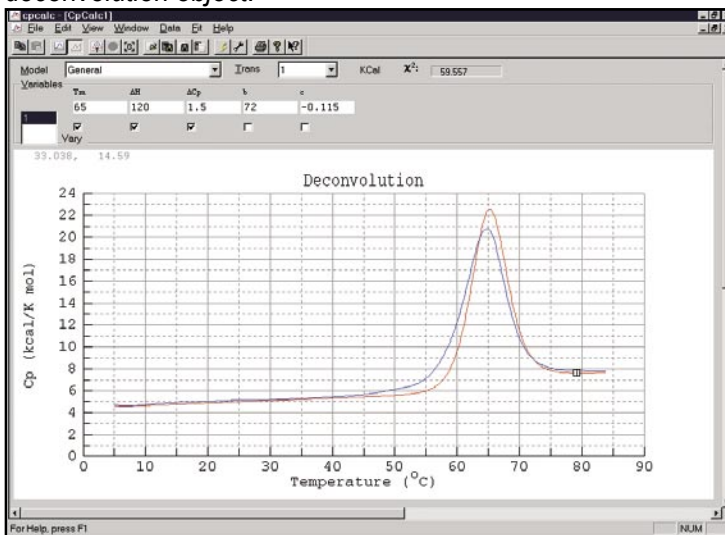 deconvolution object.
cpcalc - [CpCalc1]
File Edit View Window Data Fit Help
Model General Trans 1 KCal X²: 59.557
Variables
Tm ΔH ΔCp b c
1 65 120 1.5 72 -0.115
Vary
33.038, 14.59
Deconvolution
24
22
20
18
16
14
12
10
8
6
4
2
0
Cp (kcal/K mol)
0 10 20 30 40 50 60 70 80 90
Temperature (°C)
For Help, press F1 NUM